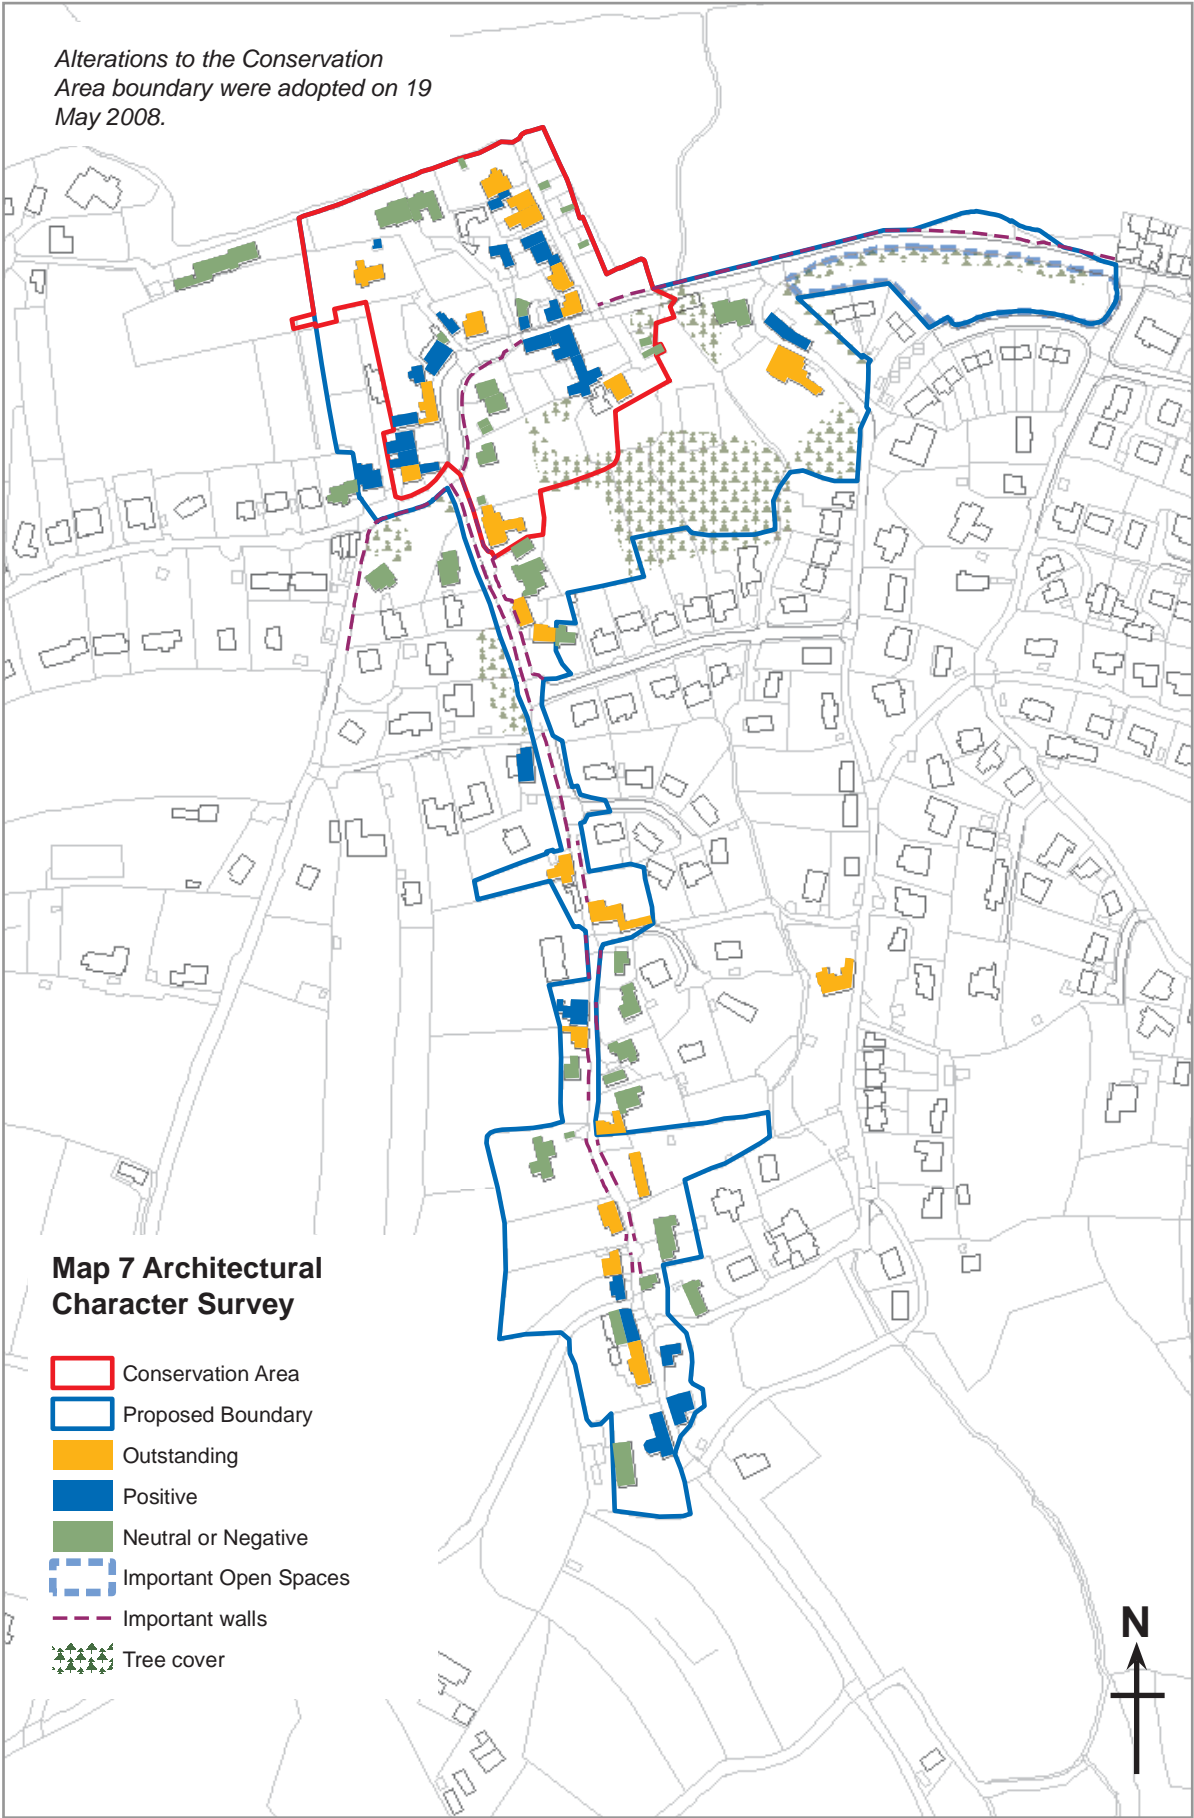 Alterations to the Conservation
Area boundary were adopted on 19
May 2008.
Map 7 Architectural
Character Survey
Conservation Area
Proposed Boundary
Outstanding
Positive
Neutral or Negative
Important Open Spaces
Important walls
Tree cover
N